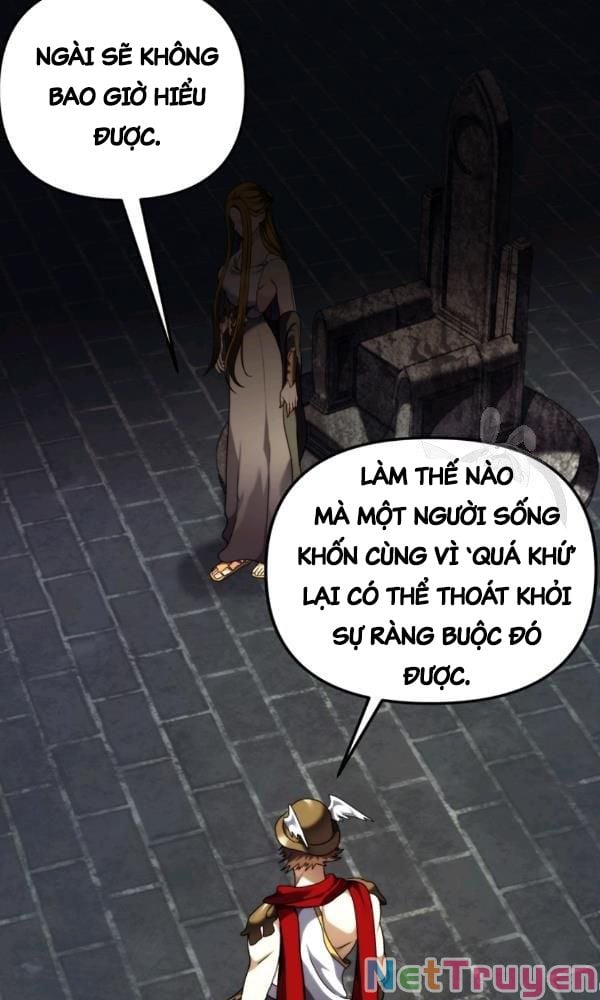 NGÀI SẼ KHÔNG
BAO GIỜ HIỂU
ĐƯỢC.
LÀM THẾ NÀO
MÀ MỘT NGƯỜI SỐNG
KHỐN CÙNG VÌ 'QUÁ KHỨ'
LẠI CÓ THỂ THOÁT KHỎI
SỰ RÀNG BUỘC ĐÓ
ĐƯỢC.
NetTruyen